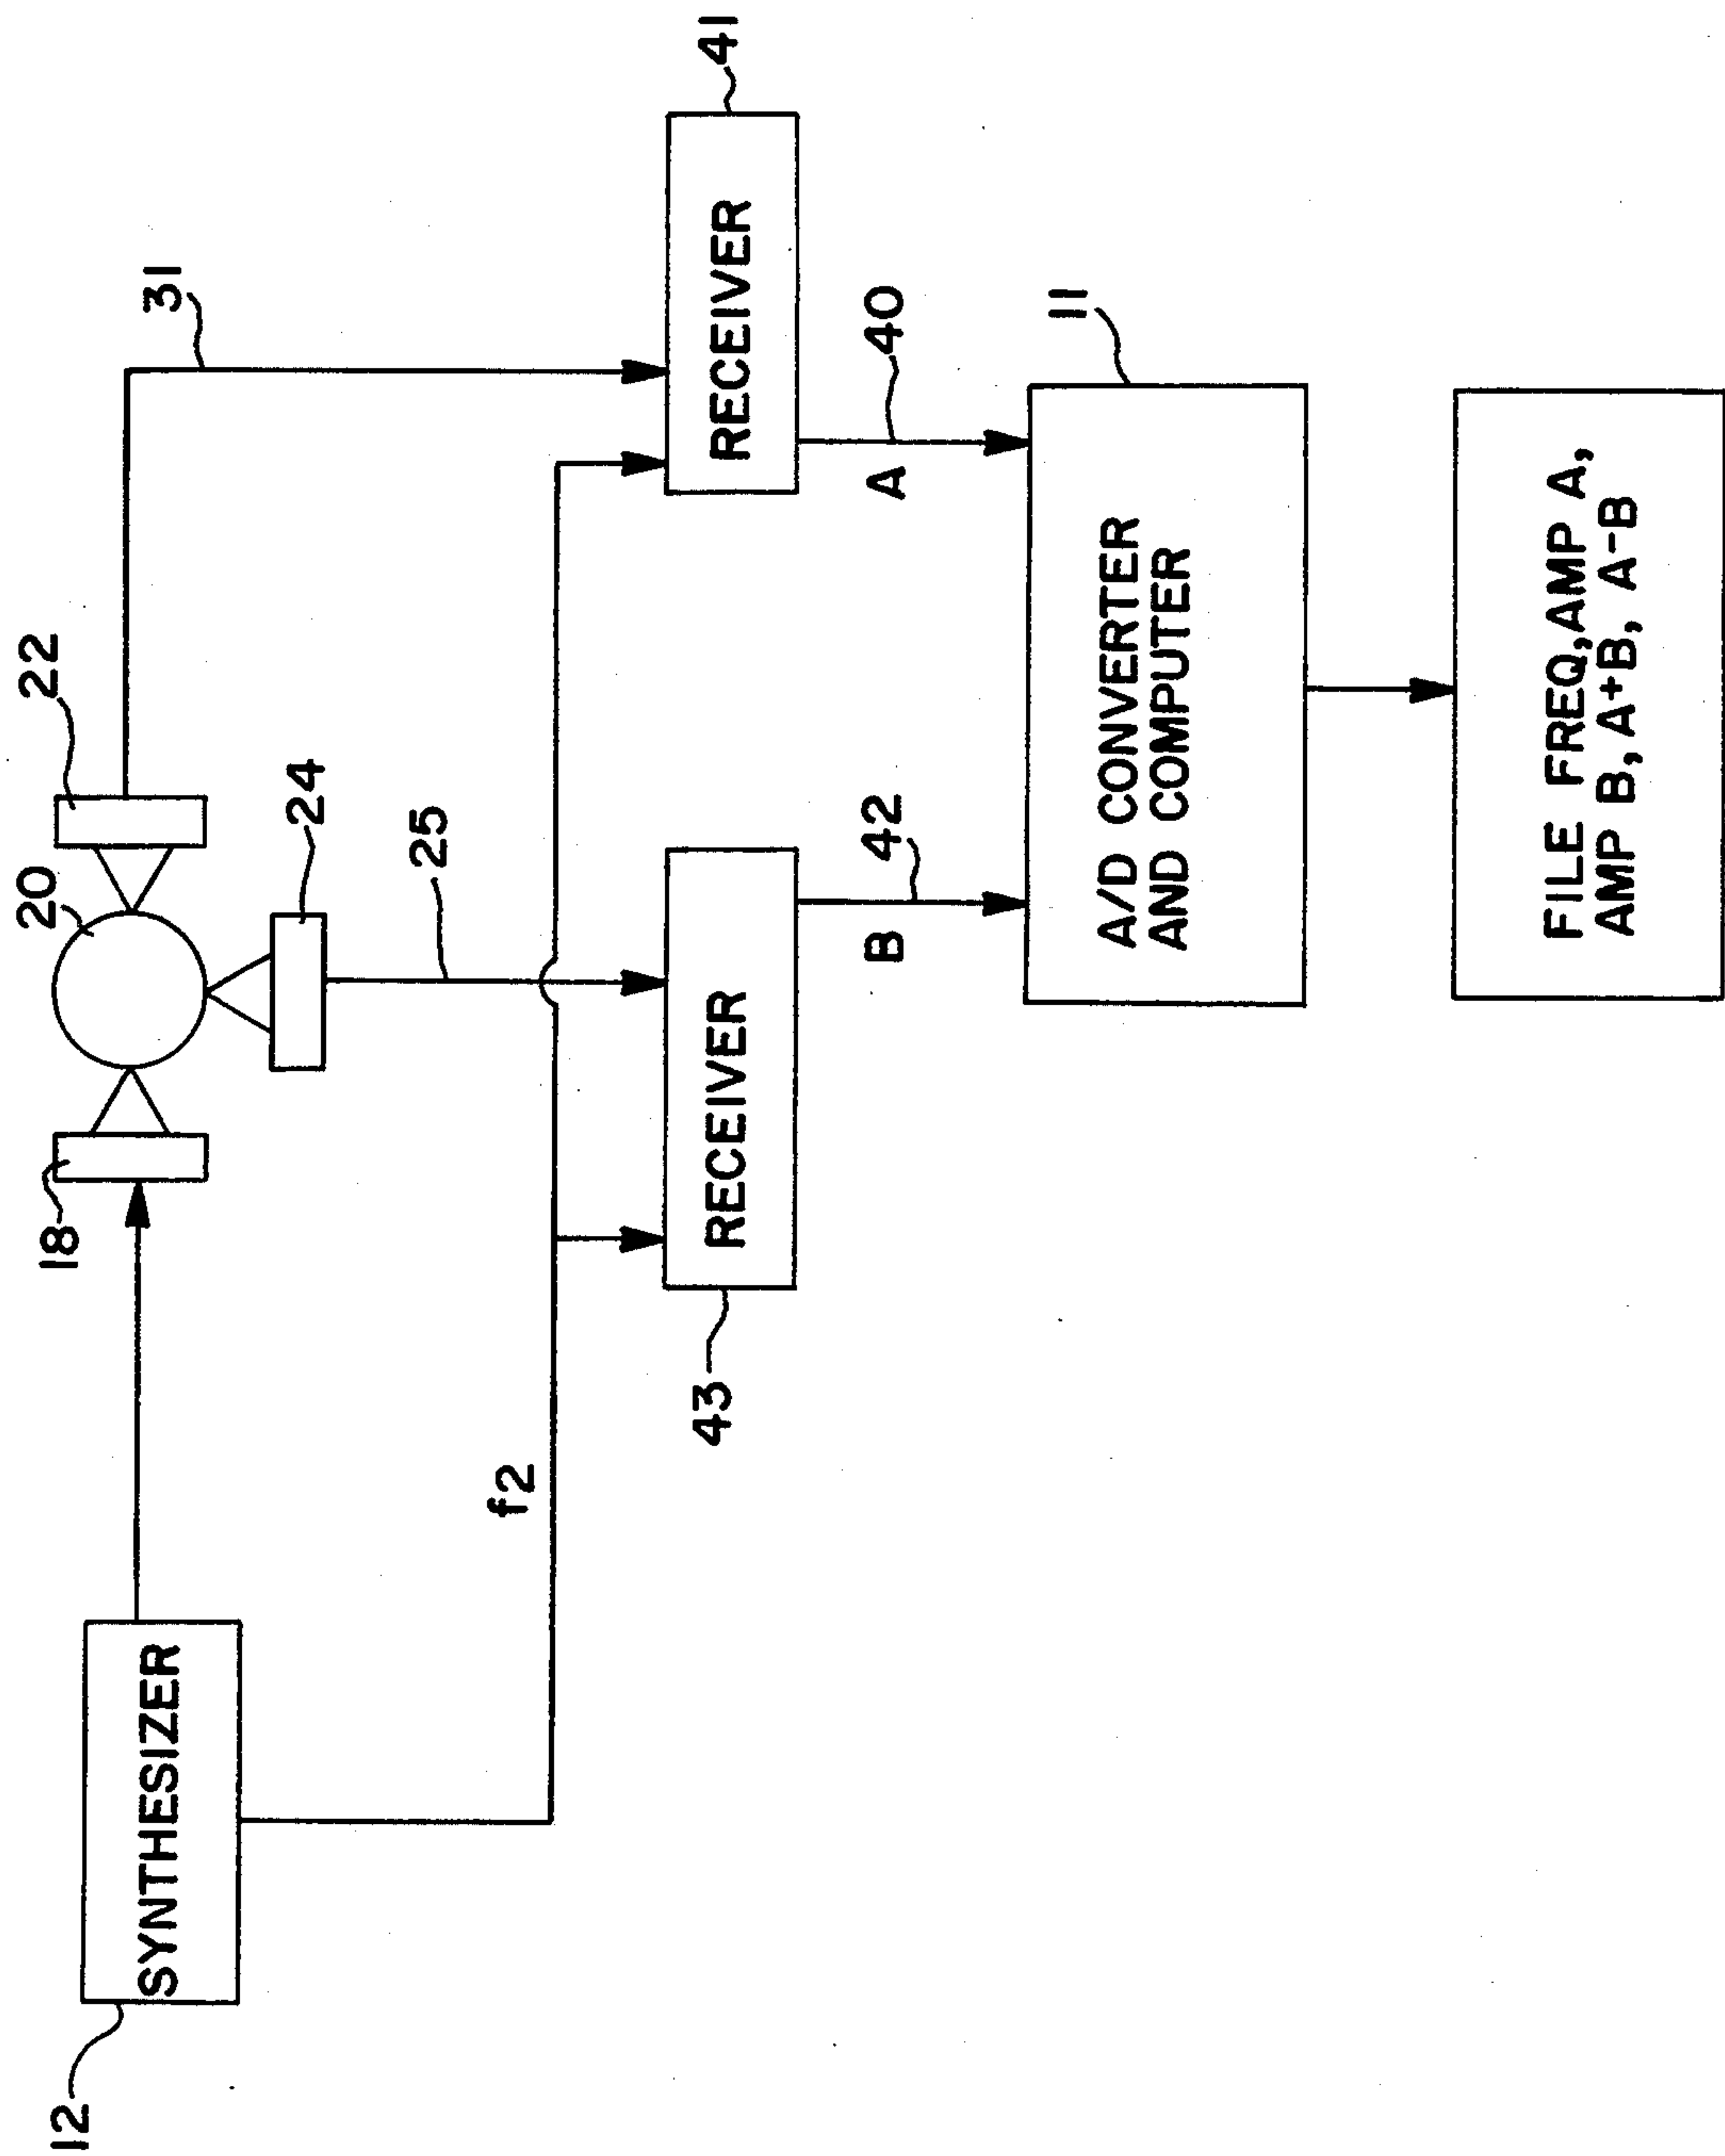 12
SYNTHESIZER
18
20
22
24
25
31
f2
43
RECEIVER
41
RECEIVER
B
42
A
40
11
A/D CONVERTER
AND COMPUTER
FILE FREQ, AMP A,
AMP B, A+B, A-B